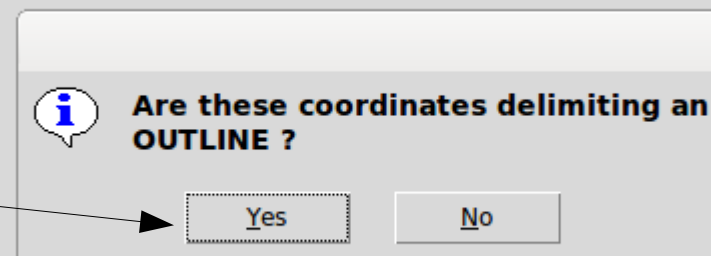 Are these coordinates delimiting an
OUTLINE ?
Yes No